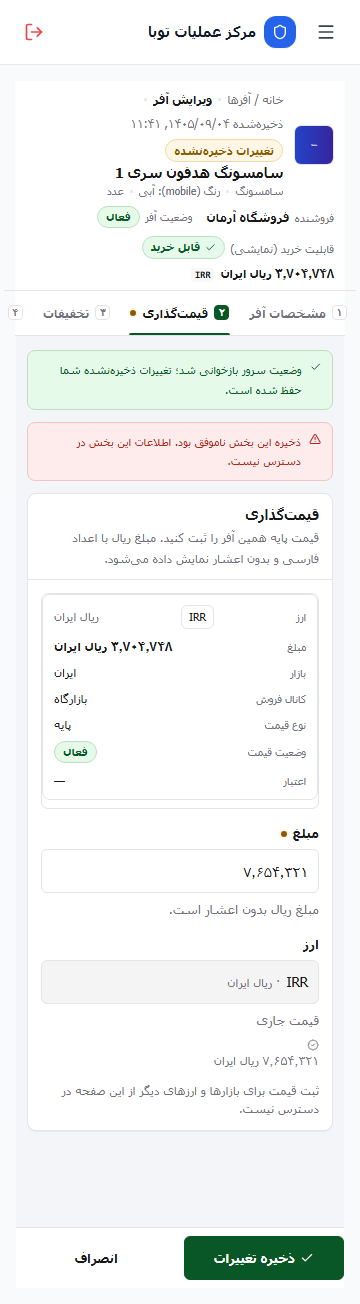 مرکز عملیات توبا
خانه / آفرها · ویرایش آفر ·
ذخیره‌شده ۱۴۰۵/۰۹/۰۴, ۱۱:۴۱
تغییرات ذخیره‌نشده
سامسونگ هدفون سری 1
سامسونگ · رنگ (mobile): آبی · عدد
فروشنده فروشگاه آرمان وضعیت آفر فعال
قابلیت خرید (نمایشی) قابل خرید
۳,۷۰۴,۷۴۸ ریال ایران IRR
۱ مشخصات آفر ۲ قیمت‌گذاری ۳ تخفیفات ۴
وضعیت سرور بازخوانی شد؛ تغییرات ذخیره‌نشده شما
حفظ شده است.
ذخیره این بخش ناموفق بود. اطلاعات این بخش در
دسترس نیست.
قیمت‌گذاری
قیمت پایه همین آفر را ثبت کنید. مبلغ ریال با اعداد
فارسی و بدون اعشار نمایش داده می‌شود.
ارز IRR ریال ایران
مبلغ ۳,۷۰۴,۷۴۸ ریال ایران
بازار ایران
کانال فروش بازارگاه
نوع قیمت پایه
وضعیت قیمت فعال
اعتبار —
مبلغ
۷,۶۵۴,۳۲۱
مبلغ ریال بدون اعشار است.
ارز
IRR · ریال ایران
قیمت جاری
۷,۶۵۴,۳۲۱ ریال ایران
ثبت قیمت برای بازارها و ارزهای دیگر از این صفحه در
دسترس نیست.
ذخیره تغییرات انصراف